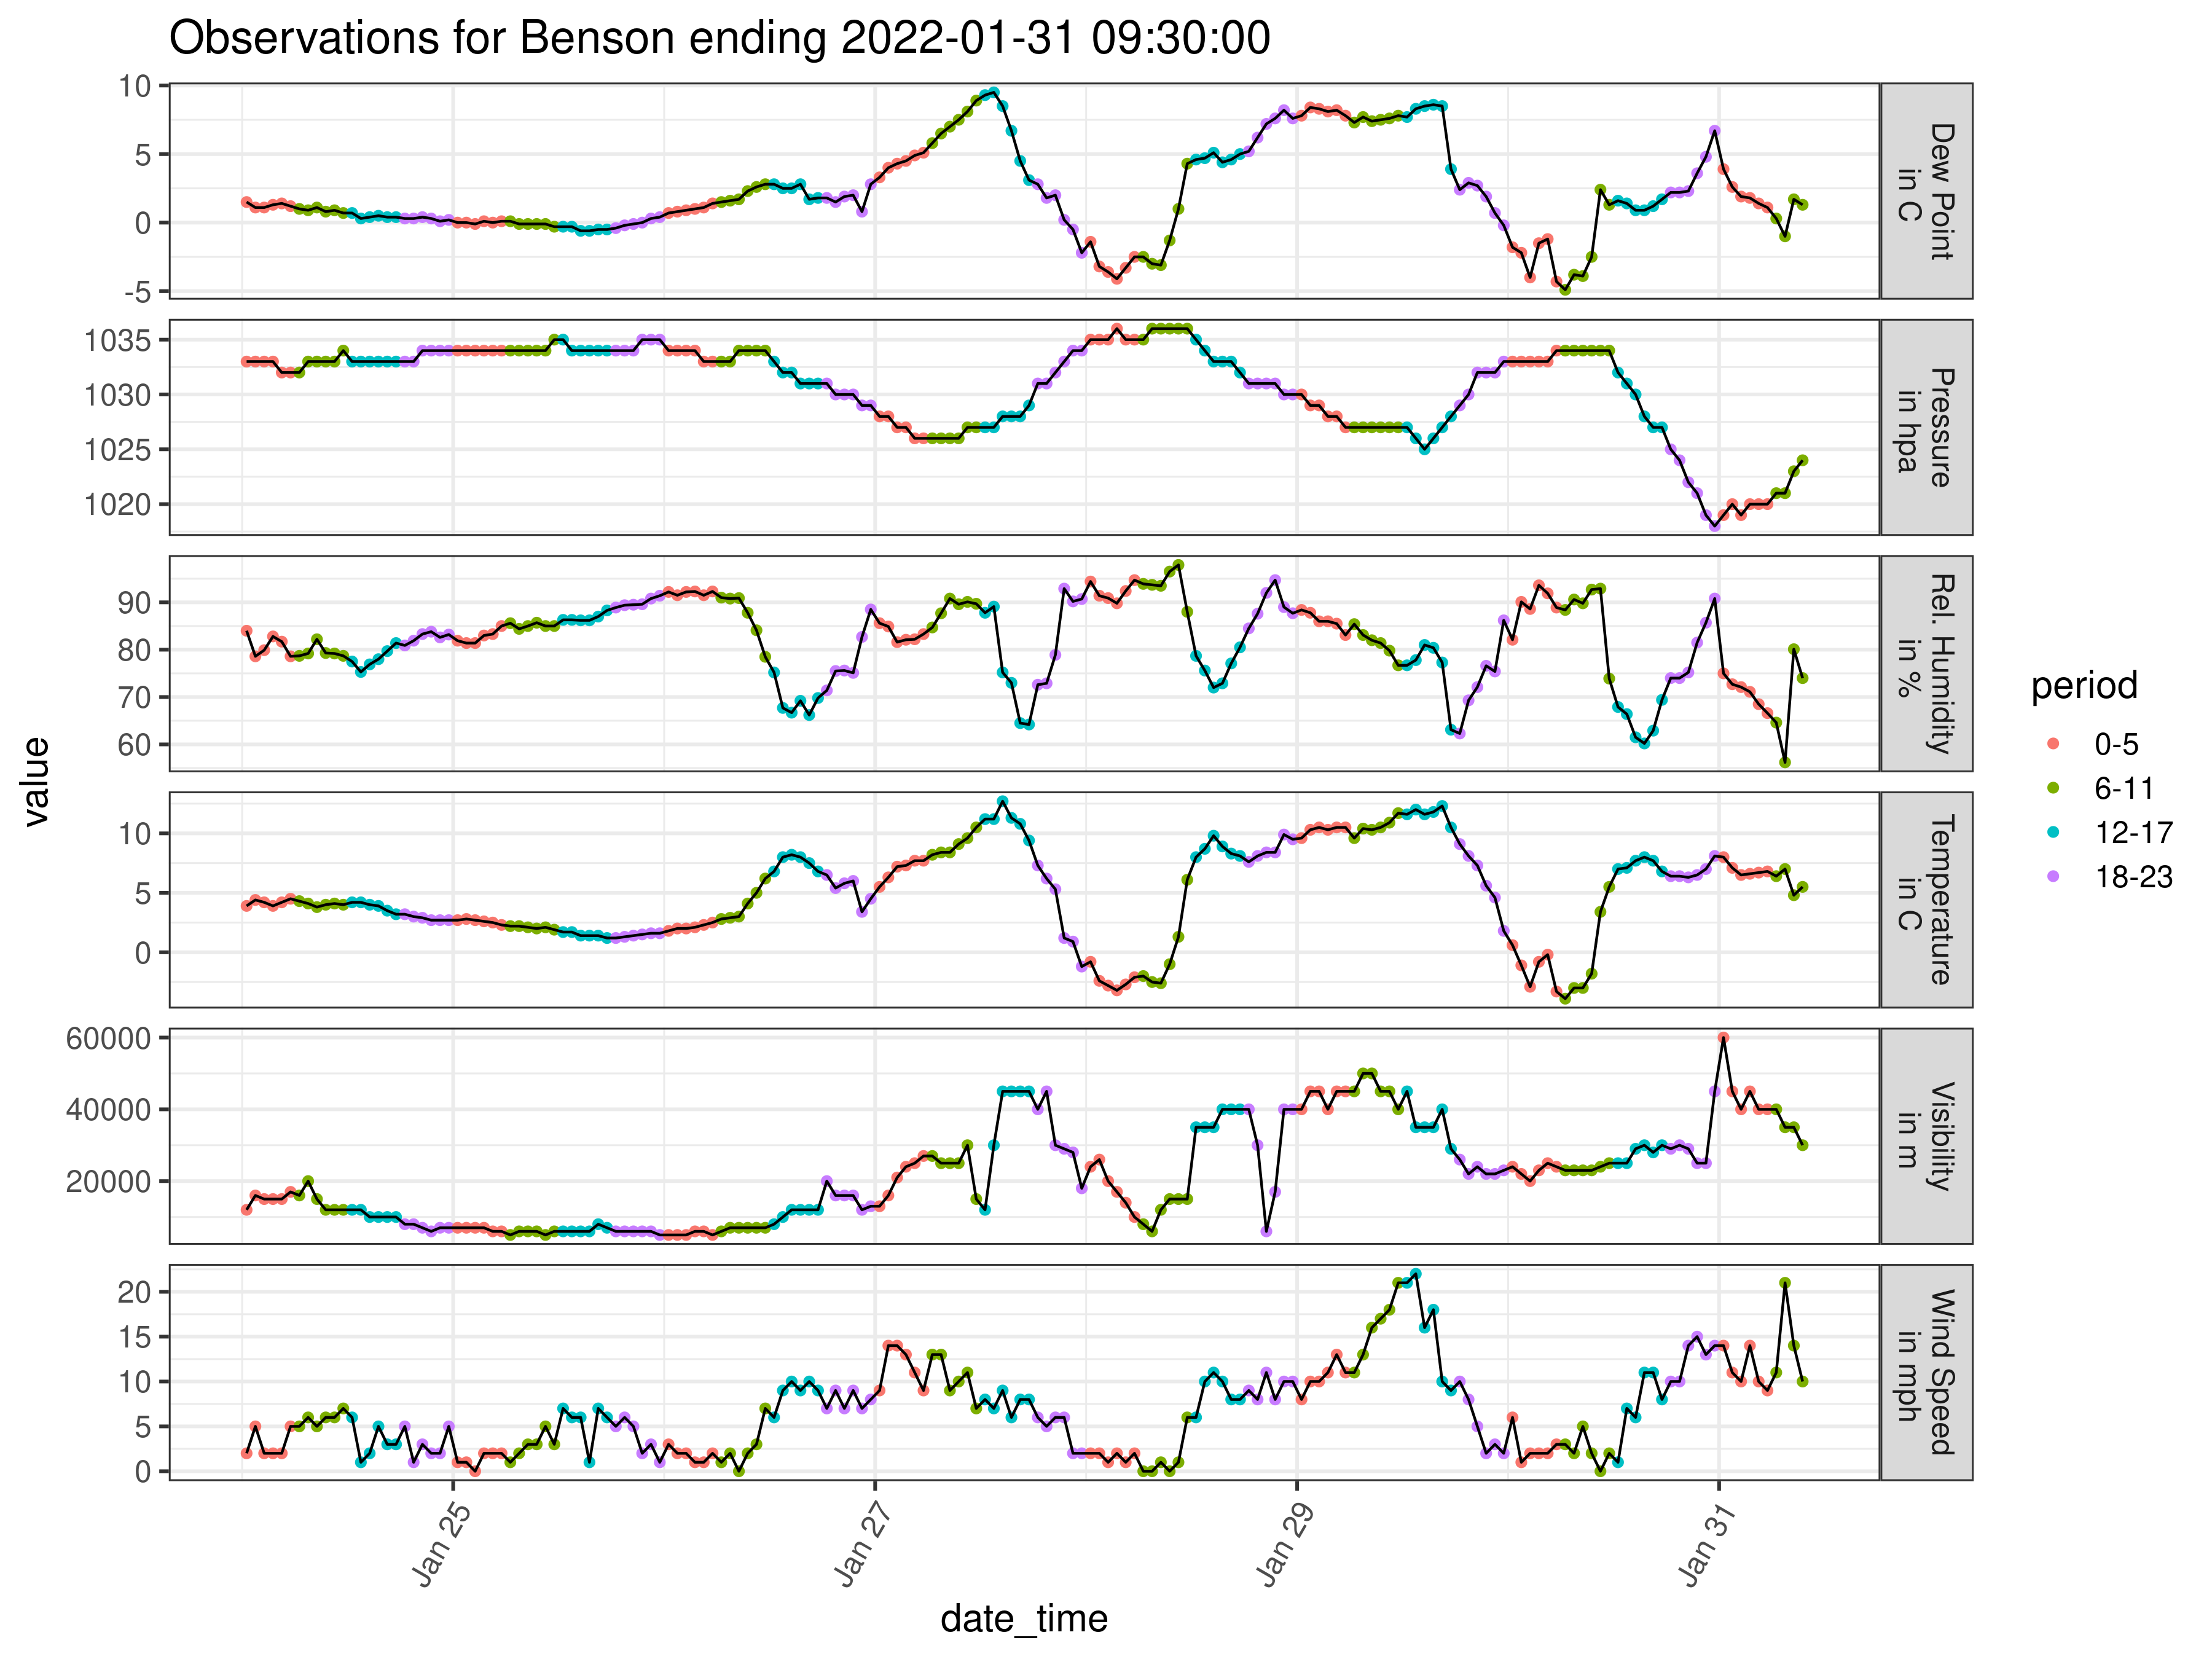 Observations for Benson ending 2022-01-31 09:30:00
value
10
5
0
-5
Dew Point
in C
1035
1030
1025
1020
Pressure
in hpa
90
80
70
60
Rel. Humidity
in %
10
5
0
Temperature
in C
60000
40000
20000
Visibility
in m
20
15
10
5
0
Wind Speed
in mph
Jan 25
Jan 27
Jan 29
Jan 31
date_time
period
0-5
6-11
12-17
18-23